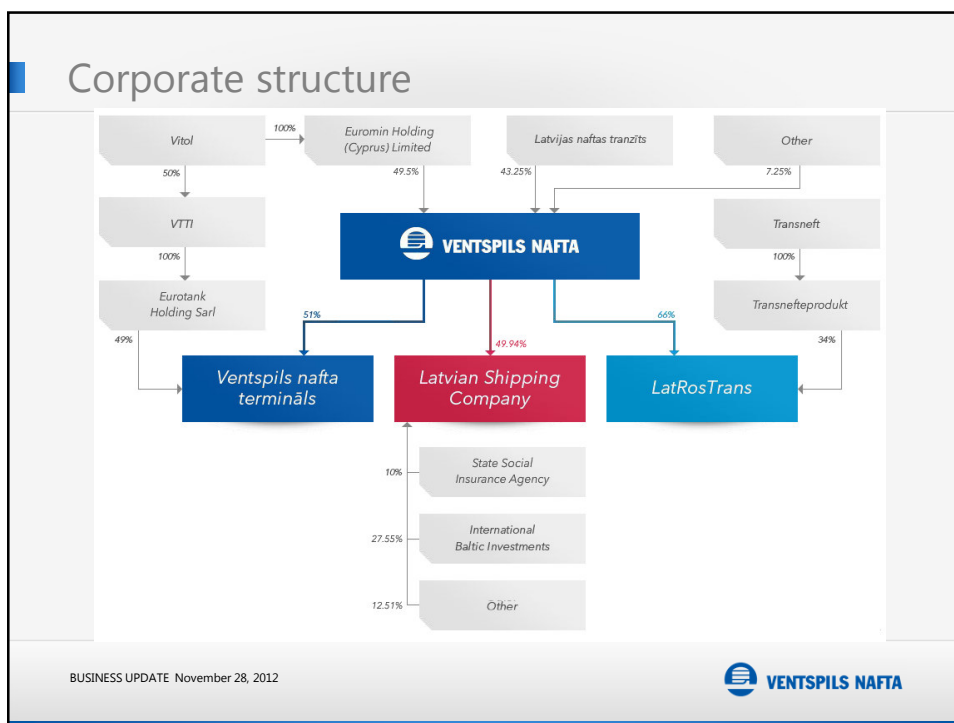 Corporate structure
Vitol
100%
Euromin Holding
(Cyprus) Limited
Latvijas naftas tranzīts
Other
50%
49.5%
43.25%
7.25%
VTTI
VENTSPILS NAFTA
Transneft
100%
100%
Eurotank
Holding Sarl
Transnefteprodukt
51%
66%
49%
49.94%
34%
Ventspils nafta
termināls
Latvian Shipping
Company
LatRosTrans
10%
State Social
Insurance Agency
27.55%
International
Baltic Investments
12.51%
Other
BUSINESS UPDATE November 28, 2012
VENTSPILS NAFTA